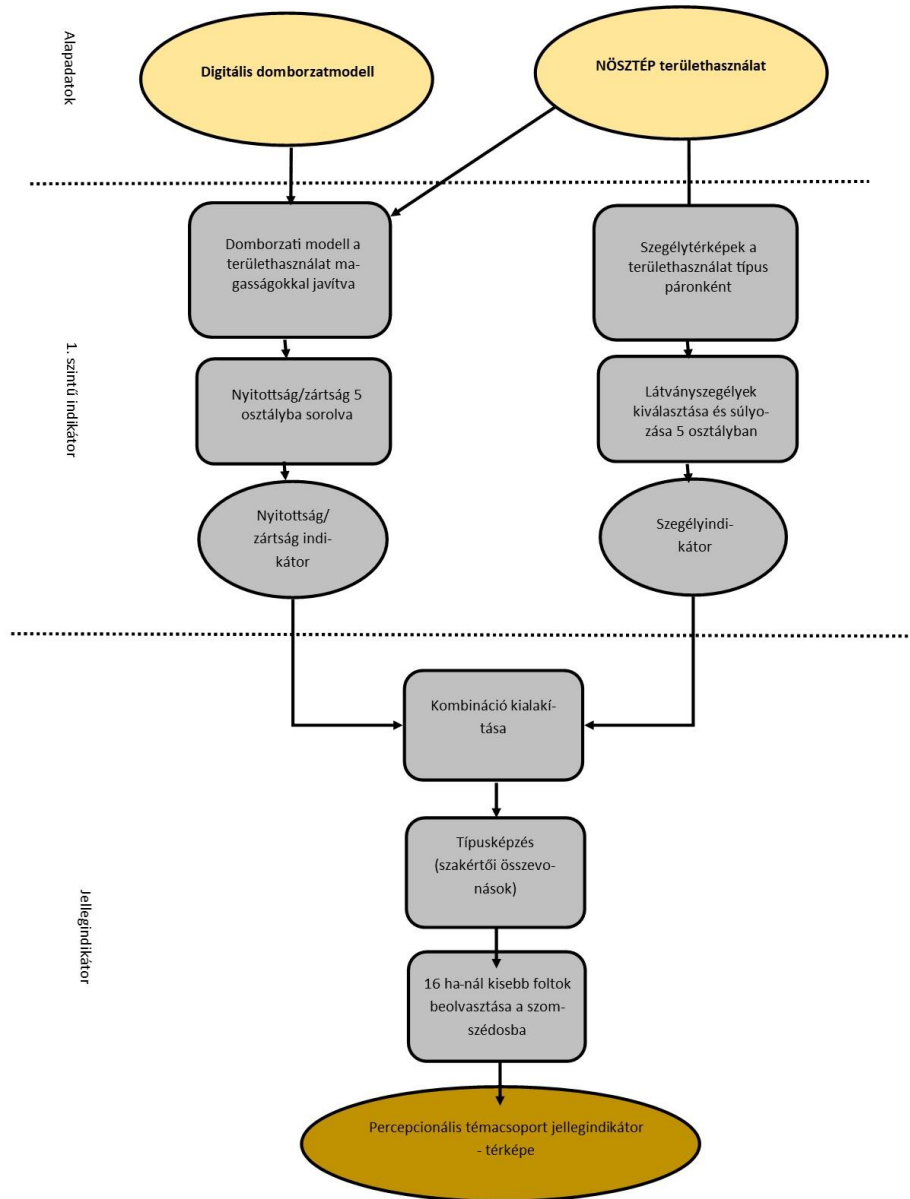 Alapadatok
Digitális domborzatmodell
NÖSZTÉP területhasználat
1. szintű indikátor
Domborzati modell a
területhasználat ma-
gasságokkal javítva
Szegélytérképek a
területhasználat típus
páronként
Nyitottság/zártság 5
osztályba sorolva
Látványszegélyek
kiválasztása és súlyo-
zása 5 osztályban
Nyitottság/
zártság indi-
kátor
Szegélyindi-
kátor
Jellegindikátor
Kombináció kialakí-
tása
Típusképzés
(szakértői összevo-
nások)
16 ha-nál kisebb foltok
beolvasztása a szom-
szédosba
Percepcionális témacsoport jellegindikátor
- térképe